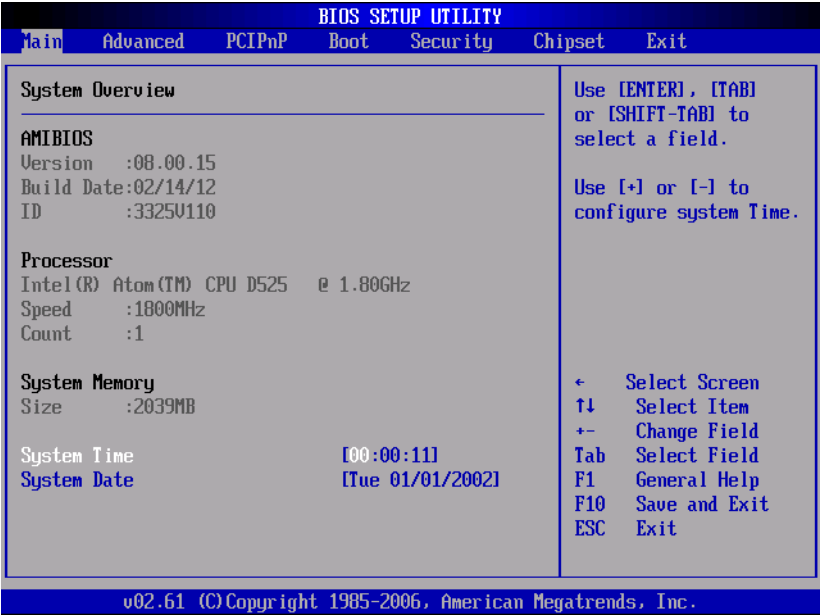 BIOS SETUP UTILITY
Main Advanced PCIPnP Boot Security Chipset Exit
System Overview
AMIBIOS
Version :08.00.15
Build Date:02/14/12
ID :3325V110
Processor
Intel(R) Atom(TM) CPU D525 @ 1.80GHz
Speed :1800MHz
Count :1
System Memory
Size :2039MB
System Time [00:00:11]
System Date [Tue 01/01/2002]
Use [ENTER], [TAB]
or [SHIFT-TAB] to
select a field.
Use [+] or [-] to
configure system Time.
← Select Screen
↑↓ Select Item
+- Change Field
Tab Select Field
F1 General Help
F10 Save and Exit
ESC Exit
v02.61 (C)Copyright 1985-2006, American Megatrends, Inc.